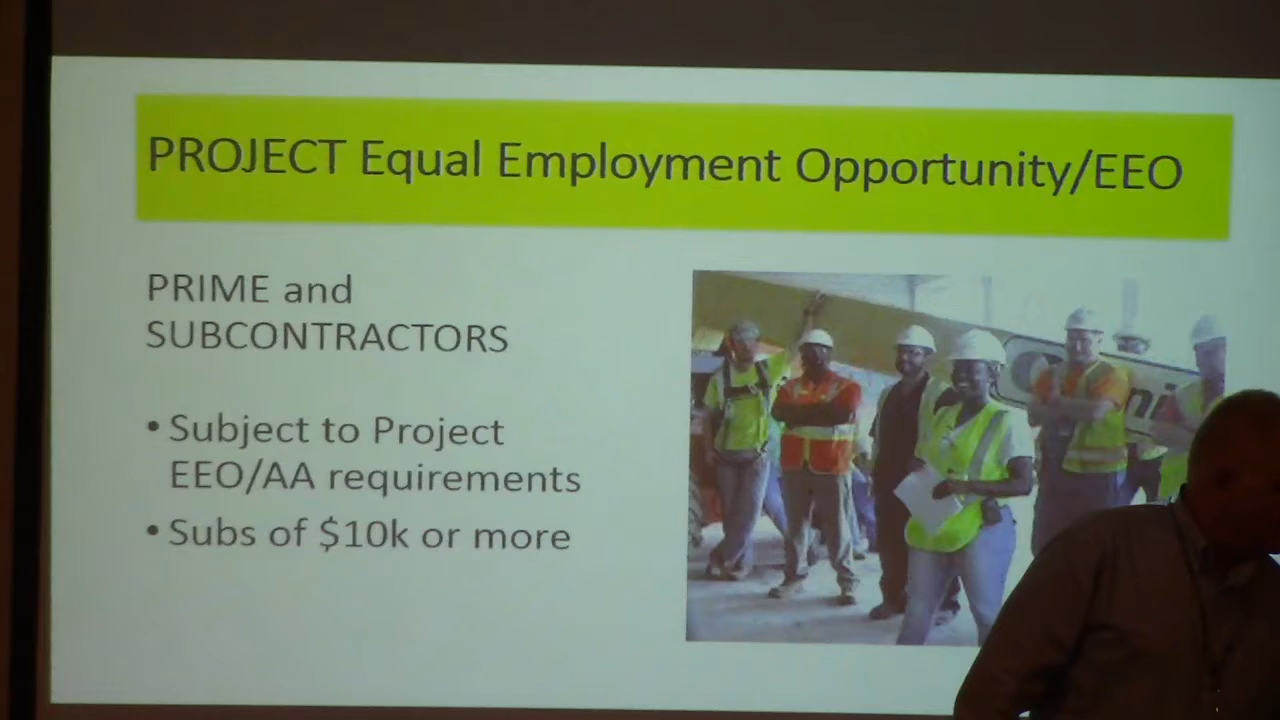 PROJECT Equal Employment Opportunity/EEO
PRIME and
SUBCONTRACTORS
• Subject to Project
EEO/AA requirements
• Subs of $10k or more